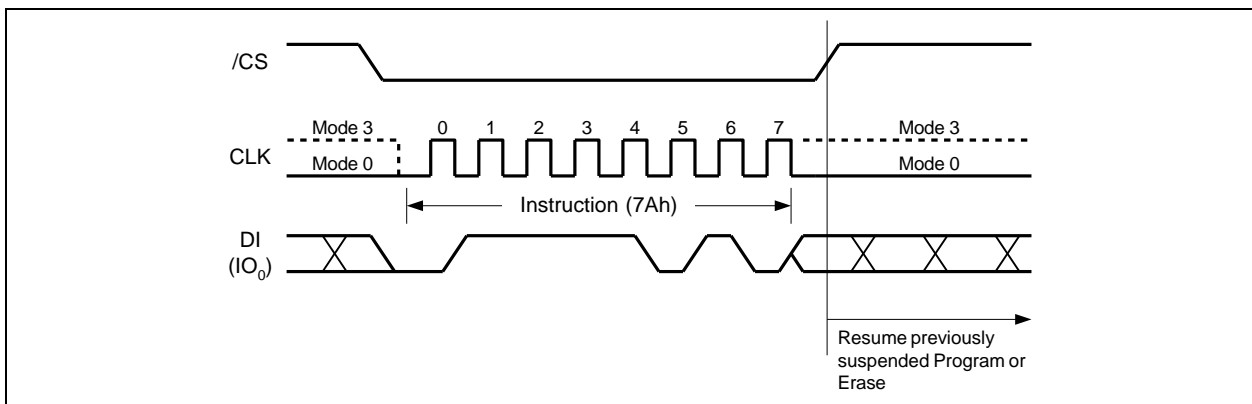 /CS
Mode 3
0 1 2 3 4 5 6 7
Mode 3
CLK
Mode 0
Mode 0
Instruction (7Ah)
DI
(IO0)
Resume previously
suspended Program or
Erase